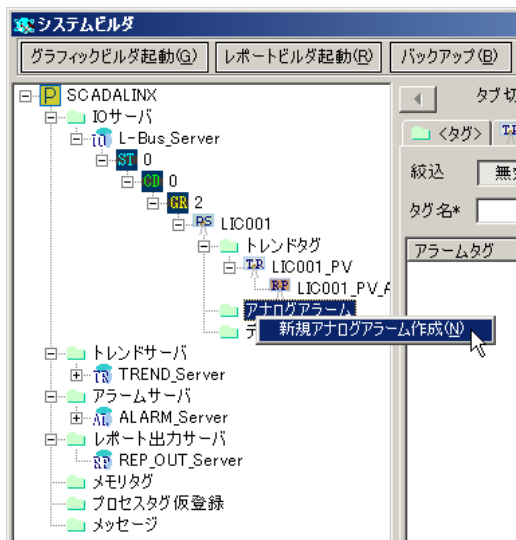 システムビルダ
グラフィックビルダ起動(G) レポートビルダ起動(R) バックアップ(B)
P SCADALINX
IOサーバ
IO L-Bus_Server
ST 0
CD 0
GR 2
PS LIC001
トレンドタグ
TR LIC001_PV
RP LIC001_PV_A
アナログアラーム
新規アナログアラーム作成(N)
デ
トレンドサーバ
TR TREND_Server
アラームサーバ
AL ALARM_Server
レポート出力サーバ
RP REP_OUT_Server
メモリタグ
プロセスタグ仮登録
メッセージ
タブ切
<タグ> TR
絞込 無
タグ名*
アラームタグ